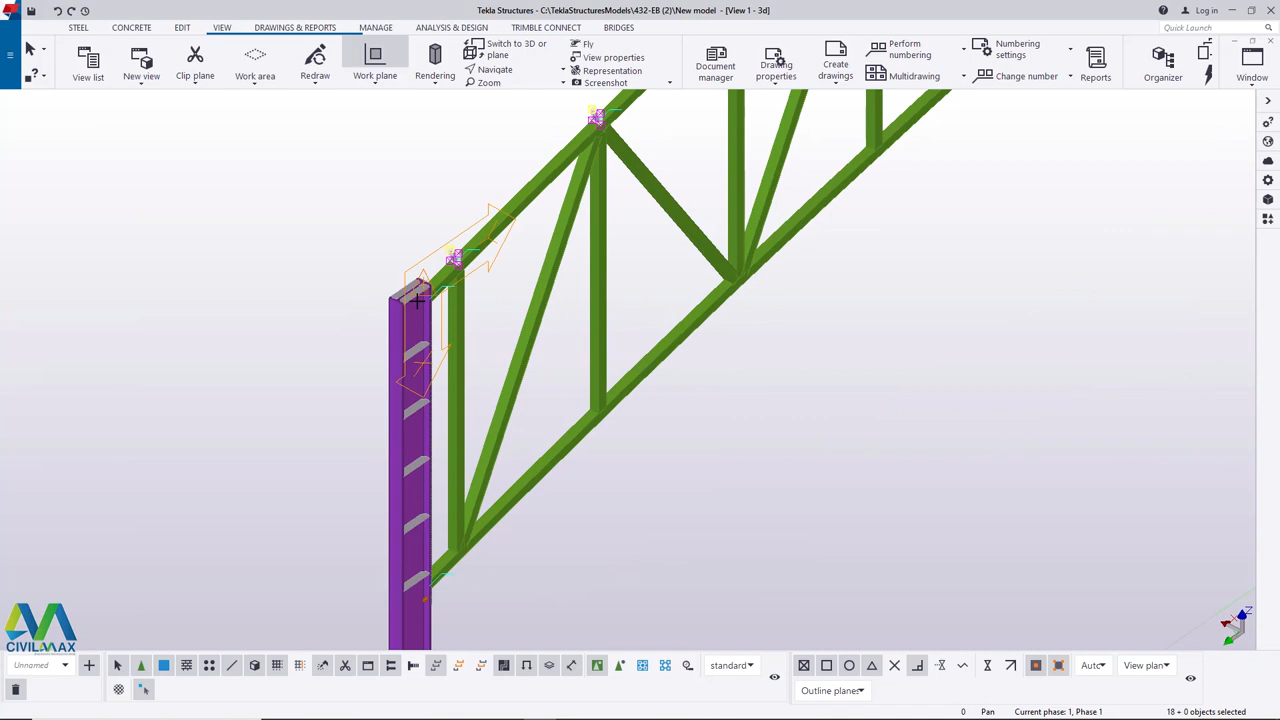 Tekla Structures - [C:\TeklaStructuresModels\432-EB (2)\New model - [View 1 - 3d]
Log in
STEEL CONCRETE EDIT VIEW DRAWINGS & REPORTS MANAGE ANALYSIS & DESIGN TRIMBLE CONNECT BRIDGES
Quick Launch
View list
New view
Clip plane
Work area
Redraw
Work plane
Rendering
Switch to 3D or
plane
Navigate
Zoom
Fly
View properties
Representation
Screenshot
Document
manager
Drawing
properties
Create
drawings
Perform
numbering
Multidrawing
Numbering
settings
Change number
Reports
Organizer
Window
Z
CIVILMAX
Unnamed
standard
Auto
View plan
Outline planes
0 Pan Current phase: 1, Phase 1 18 + 0 objects selected